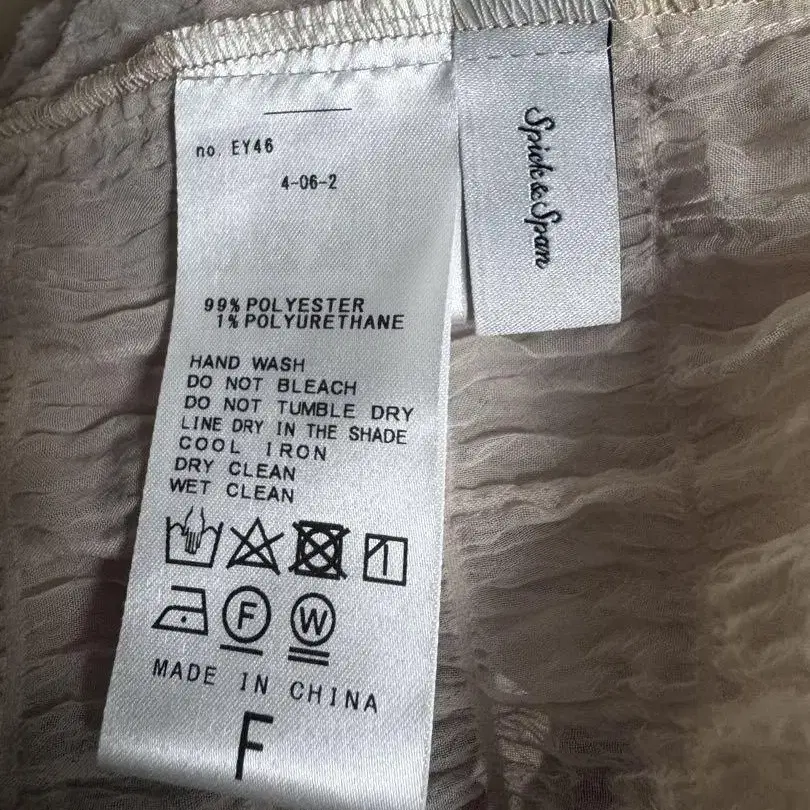 no. EY46
4-06-2
99% POLYESTER
1% POLYURETHANE
HAND WASH
DO NOT BLEACH
DO NOT TUMBLE DRY
LINE DRY IN THE SHADE
COOL IRON
DRY CLEAN
WET CLEAN
F W
MADE IN CHINA
F
Spick & Span